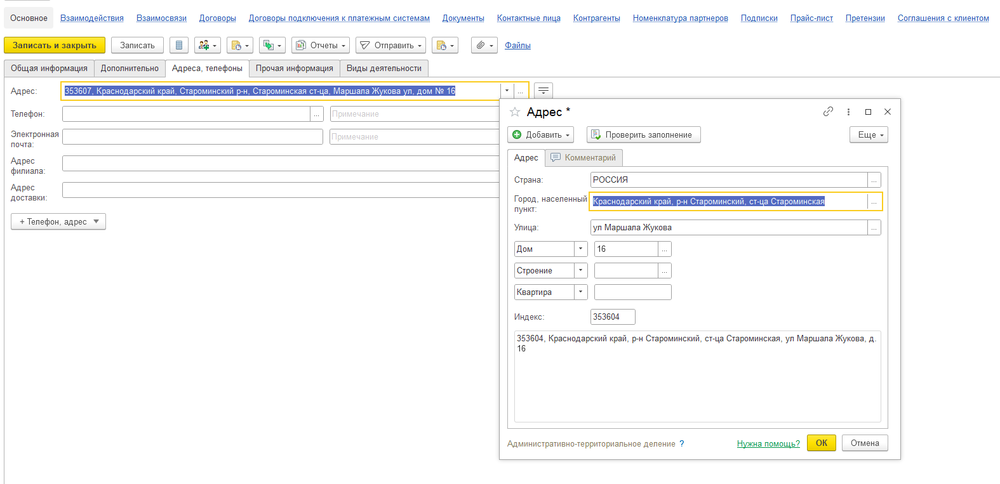 Основное Взаимодействия Взаимосвязи Договоры Договоры подключения к платежным системам Документы Контактные лица Контрагенты Номенклатура партнеров Подписки Прайс-лист Претензии Соглашения с клиентом
Записать и закрыть Записать Отчеты Отправить Файлы
Общая информация Дополнительно Адреса, телефоны Прочая информация Виды деятельности
Адрес: 353607, Краснодарский край, Староминский р-н, Староминская ст-ца, Маршала Жукова ул, дом № 16 ...
Телефон: ... Примечание
Электронная
почта: Примечание
Адрес
филиала:
Адрес
доставки:
+ Телефон, адрес
Адрес *
Добавить Проверить заполнение Еще
Адрес Комментарий
Страна: РОССИЯ ...
Город, населенный
пункт: Краснодарский край, р-н Староминский, ст-ца Староминская ...
Улица: ул Маршала Жукова ...
Дом 16 ...
Строение ...
Квартира
Индекс: 353604
353604, Краснодарский край, р-н Староминский, ст-ца Староминская, ул Маршала Жукова, д.
16
Административно-территориальное деление ? Нужна помощь? ОК Отмена